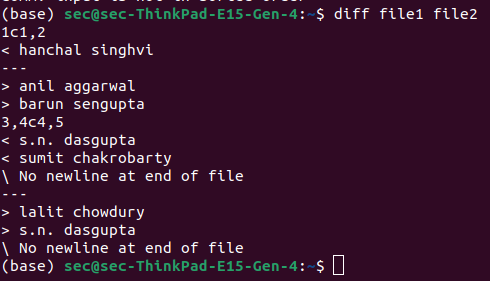 (base) sec@sec-ThinkPad-E15-Gen-4:~$ diff file1 file2
1c1,2
< hanchal singhvi
---
> anil aggarwal
> barun sengupta
3,4c4,5
< s.n. dasgupta
< sumit chakrobarty
\ No newline at end of file
---
> lalit chowdury
> s.n. dasgupta
\ No newline at end of file
(base) sec@sec-ThinkPad-E15-Gen-4:~$